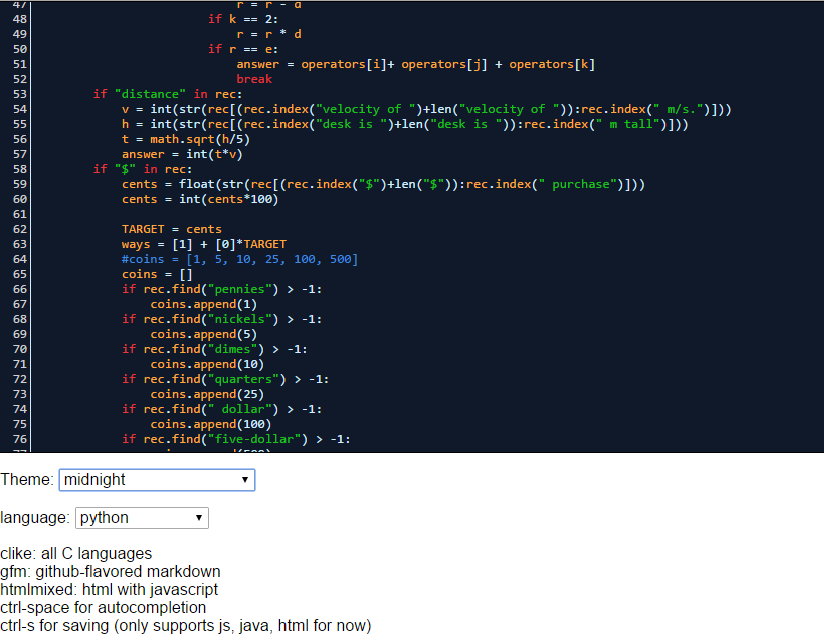 47 r = r - d
48 if k == 2:
49 r = r * d
50 if r == e:
51 answer = operators[i]+ operators[j] + operators[k]
52 break
53 if "distance" in rec:
54 v = int(str(rec[(rec.index("velocity of ")+len("velocity of ")):rec.index(" m/s.")]))
55 h = int(str(rec[(rec.index("desk is ")+len("desk is ")):rec.index(" m tall")]))
56 t = math.sqrt(h/5)
57 answer = int(t*v)
58 if "$" in rec:
59 cents = float(str(rec[(rec.index("$")+len("$")):rec.index(" purchase")]))
60 cents = int(cents*100)
61
62 TARGET = cents
63 ways = [1] + [0]*TARGET
64 #coins = [1, 5, 10, 25, 100, 500]
65 coins = []
66 if rec.find("pennies") > -1:
67 coins.append(1)
68 if rec.find("nickels") > -1:
69 coins.append(5)
70 if rec.find("dimes") > -1:
71 coins.append(10)
72 if rec.find("quarters") > -1:
73 coins.append(25)
74 if rec.find(" dollar") > -1:
75 coins.append(100)
76 if rec.find("five-dollar") > -1:
Theme: midnight
language: python
clike: all C languages
gfm: github-flavored markdown
htmlmixed: html with javascript
ctrl-space for autocompletion
ctrl-s for saving (only supports js, java, html for now)